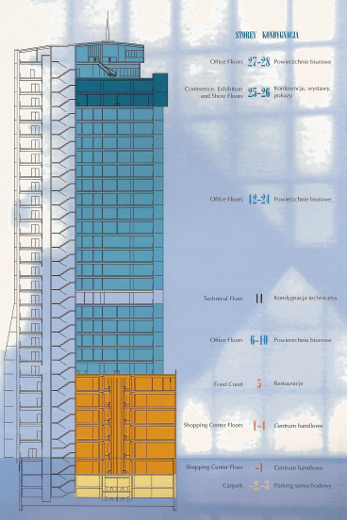 STOREY KONDYGNACJA
Office Floors 27-28 Powierzchnie biurowe
Conference, Exhibition and Show Floors 25-26 Konferencje, wystawy, pokazy
Office Floors 12-24 Powierzchnie biurowe
Technical Floor 11 Kondygnacja techniczna
Office Floors 6-10 Powierzchnie biurowe
Food Court 5 Restauracje
Shopping Center Floors 1-4 Centrum handlowe
Shopping Center Floor -1 Centrum handlowe
Carpark -2, -3 Parking samochodowy